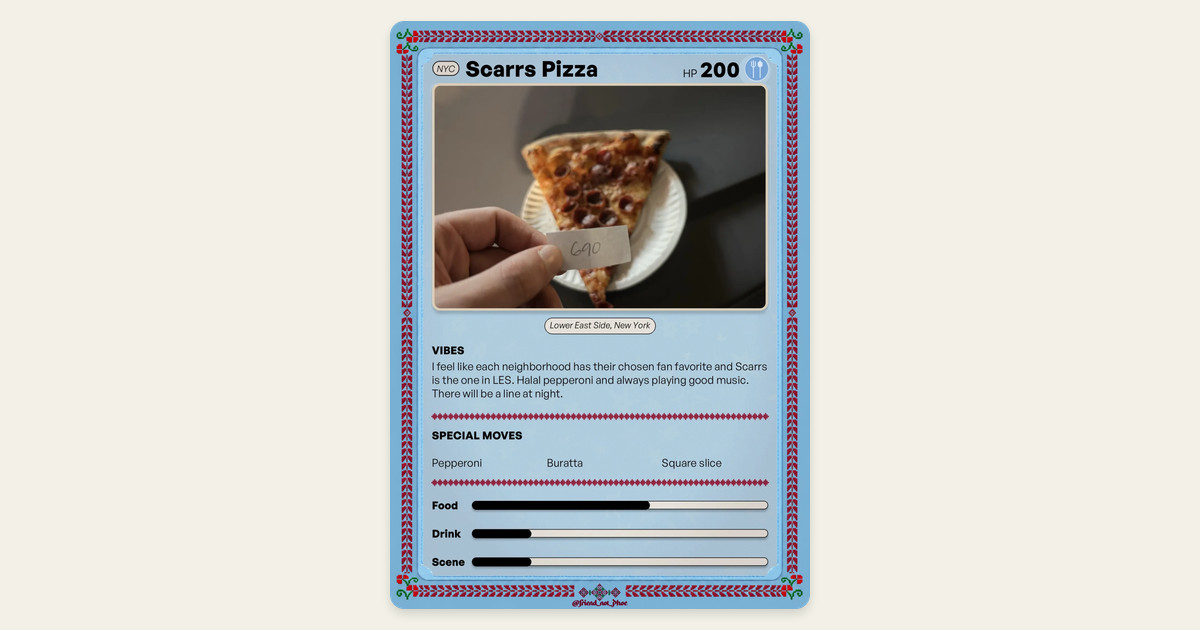 NYC Scarrs Pizza HP 200
690
Lower East Side, New York
VIBES
I feel like each neighborhood has their chosen fan favorite and Scarrs
is the one in LES. Halal pepperoni and always playing good music.
There will be a line at night.
SPECIAL MOVES
Pepperoni Buratta Square slice
Food
Drink
Scene
@friend_not_phoe